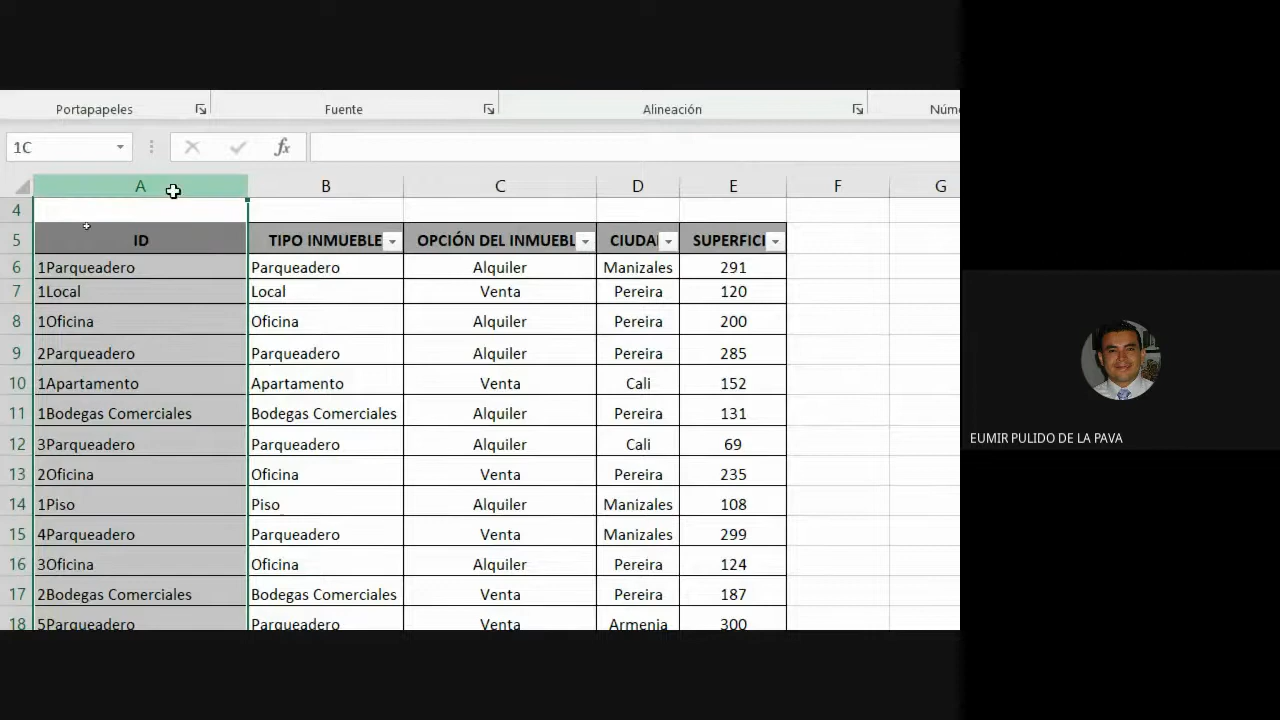 Portapapeles Fuente Alineación Núm
1C fx
A B C D E F G
4
5 ID TIPO INMUEBLE OPCIÓN DEL INMUEBL CIUDA SUPERFICI
6 1Parqueadero Parqueadero Alquiler Manizales 291
7 1Local Local Venta Pereira 120
8 1Oficina Oficina Alquiler Pereira 200
9 2Parqueadero Parqueadero Alquiler Pereira 285
10 1Apartamento Apartamento Venta Cali 152
11 1Bodegas Comerciales Bodegas Comerciales Alquiler Pereira 131
12 3Parqueadero Parqueadero Alquiler Cali 69
13 2Oficina Oficina Venta Pereira 235
14 1Piso Piso Alquiler Manizales 108
15 4Parqueadero Parqueadero Venta Manizales 299
16 3Oficina Oficina Alquiler Pereira 124
17 2Bodegas Comerciales Bodegas Comerciales Venta Pereira 187
18 5Parqueadero Parqueadero Venta Armenia 300
EUMIR PULIDO DE LA PAVA